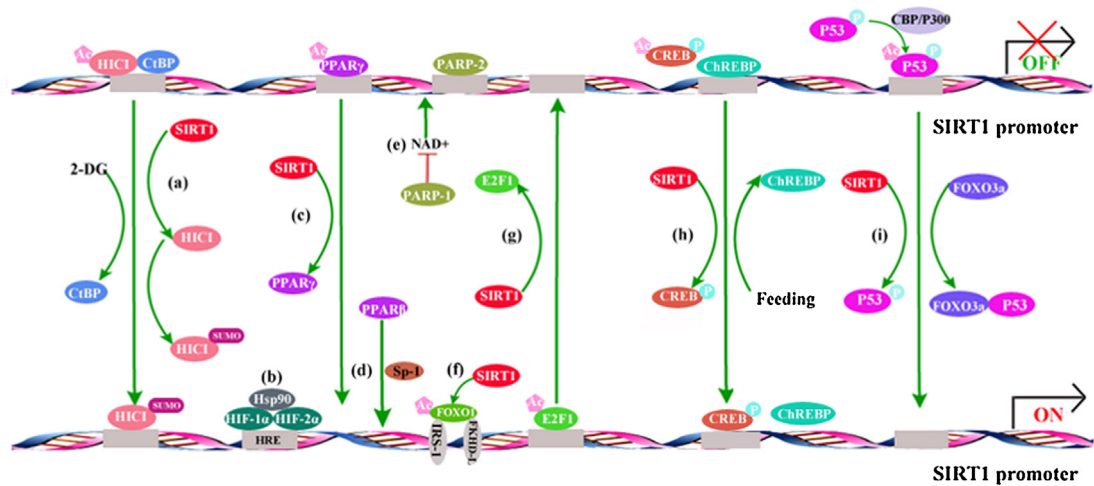 P53
P
CBP/P300
Ac
HIC1
CtBP
Ac
PPARγ
PARP-2
Ac
CREB
P
ChREBP
Ac
P
P53
OFF
SIRT1 promoter
2-DG
SIRT1
(a)
HIC1
CtBP
HIC1
SUMO
SIRT1
(c)
PPARγ
(e) NAD+
PARP-1
E2F1
(g)
SIRT1
SIRT1
(h)
CREB
P
ChREBP
Feeding
SIRT1
(i)
P53
P
FOXO3a
FOXO3a
P53
PPARβ
(d)
Sp-1
(f)
SIRT1
HIC1
SUMO
(b)
Hsp90
HIF-1α
HIF-2α
HRE
Ac
FOXO1
IRS-1
FKHD-L
Ac
E2F1
P
CREB
ChREBP
ON
SIRT1 promoter